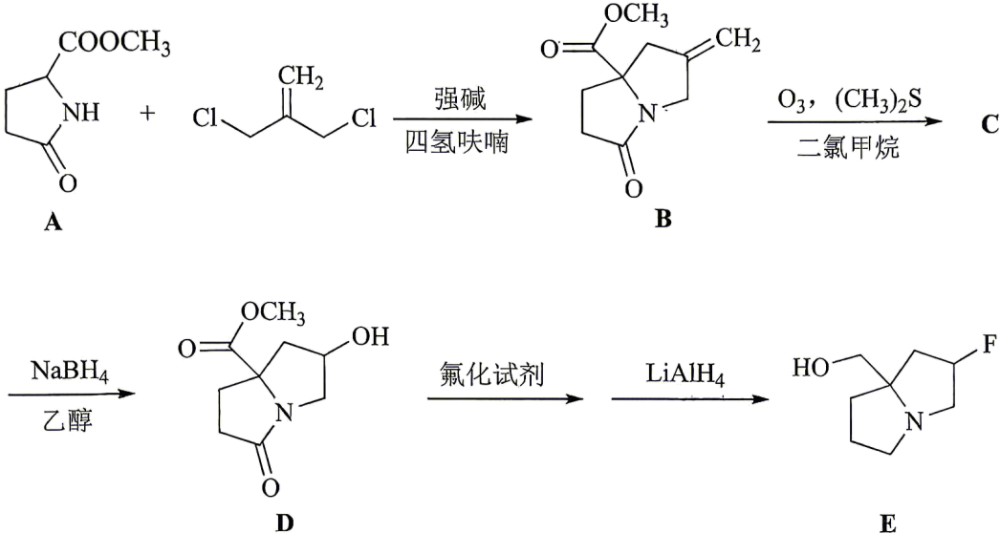 COOCH₃
NH
O
A
+
CH₂
Cl
Cl
强碱
四氢呋喃
OCH₃
O
CH₂
N
O
B
O₃，(CH₃)₂S
二氯甲烷
C
NaBH₄
乙醇
OCH₃
O
OH
N
O
D
氟化试剂
LiAlH₄
HO
F
N
E